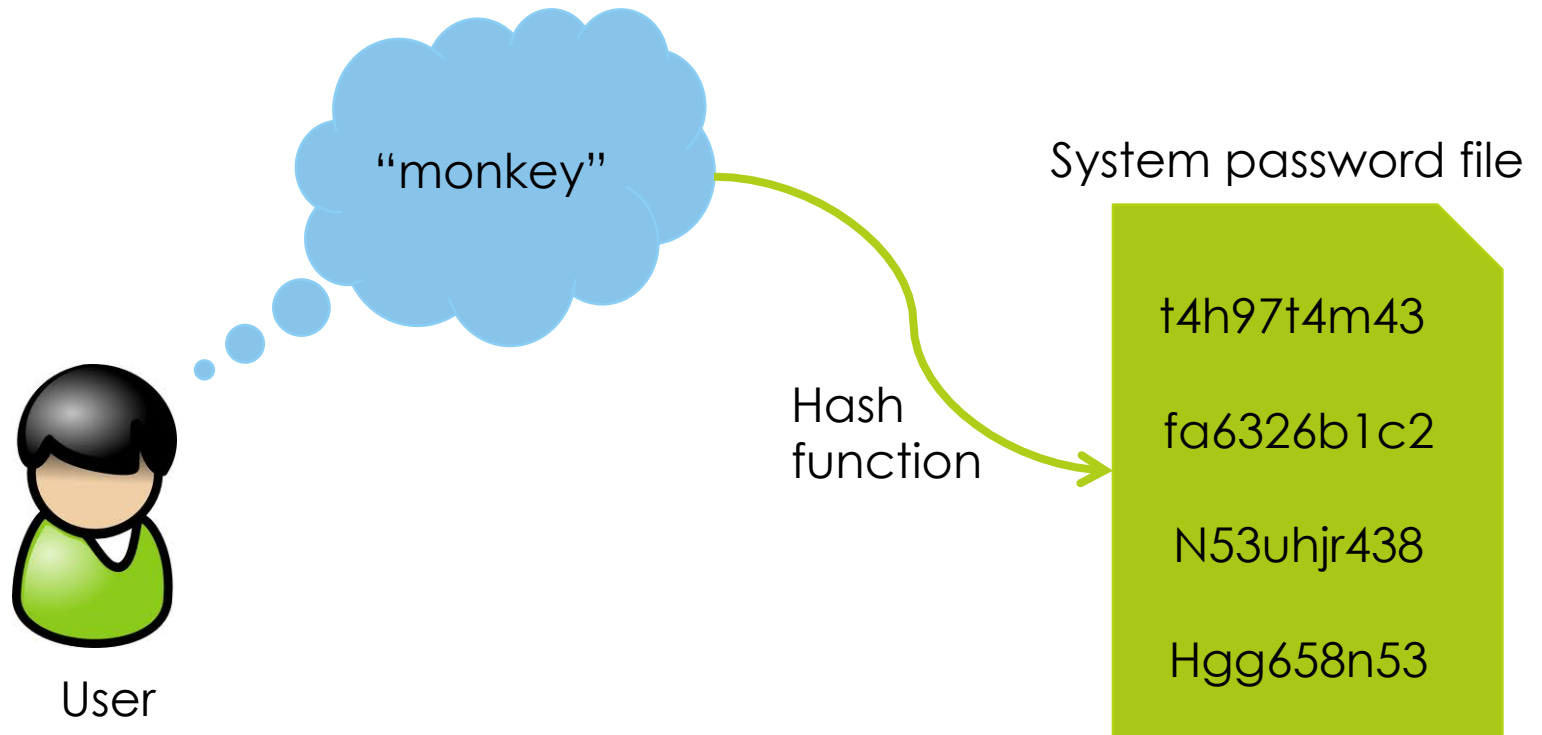 “monkey”
System password file
t4h97t4m43
Hash
function
fa6326b1c2
N53uhjr438
Hgg658n53
User